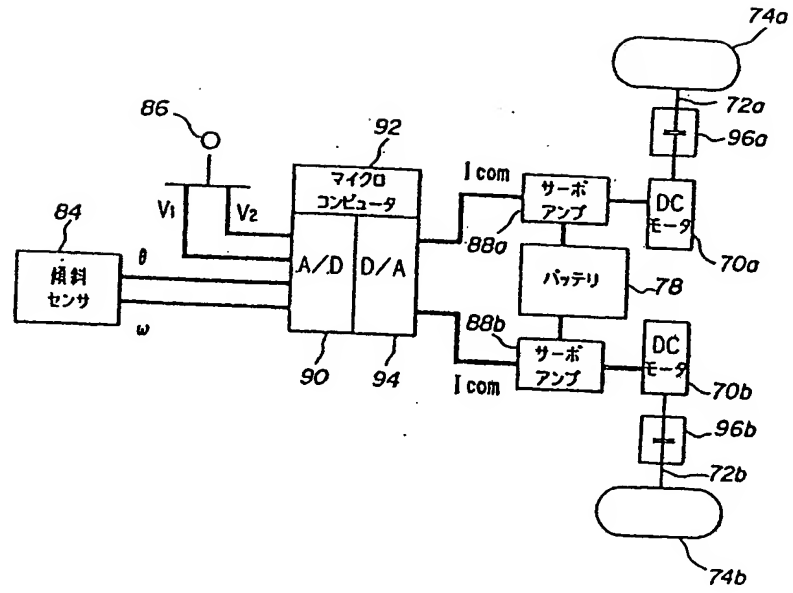 74a
72a
96a
86
92
I com
サーボ
アンプ
マイクロ
コンピュータ
V1
V2
DC
モータ
88a
70a
84
θ
A/D
D/A
傾斜
センサ
バッテリ
78
ω
88b
サーボ
アンプ
DC
モータ
90
94
I com
70b
96b
72b
74b